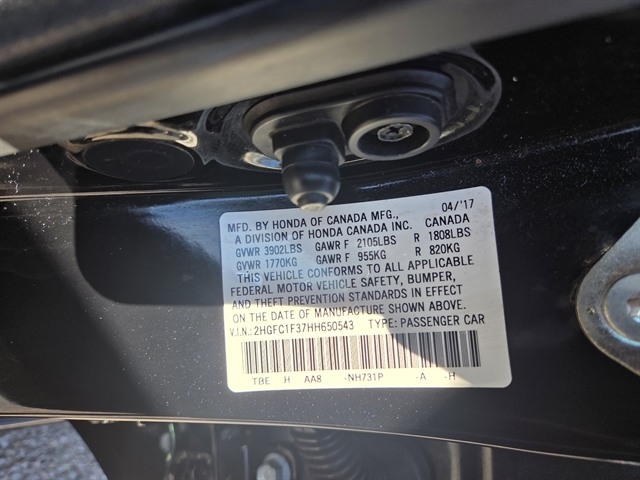 MFD. BY HONDA OF CANADA MFG., 04/'17
A DIVISION OF HONDA CANADA INC. CANADA
GVWR 3902LBS GAWR F 2105LBS R 1808LBS
GVWR 1770KG GAWR F 955KG R 820KG
THIS VEHICLE CONFORMS TO ALL APPLICABLE
FEDERAL MOTOR VEHICLE SAFETY, BUMPER,
AND THEFT PREVENTION STANDARDS IN EFFECT
ON THE DATE OF MANUFACTURE SHOWN ABOVE.
V.I.N.: 2HGFC1F37HH650543 TYPE: PASSENGER CAR
TBE H AA8 -NH731P -A -H